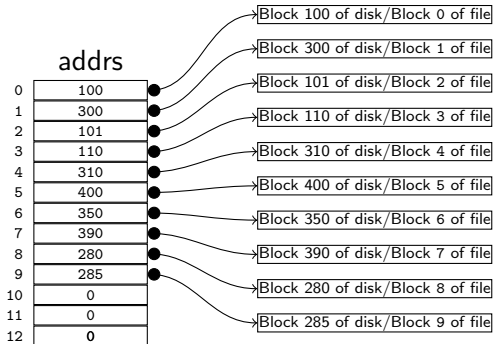 addrs
0 100
1 300
2 101
3 110
4 310
5 400
6 350
7 390
8 280
9 285
10 0
11 0
12 0
Block 100 of disk/Block 0 of file
Block 300 of disk/Block 1 of file
Block 101 of disk/Block 2 of file
Block 110 of disk/Block 3 of file
Block 310 of disk/Block 4 of file
Block 400 of disk/Block 5 of file
Block 350 of disk/Block 6 of file
Block 390 of disk/Block 7 of file
Block 280 of disk/Block 8 of file
Block 285 of disk/Block 9 of file